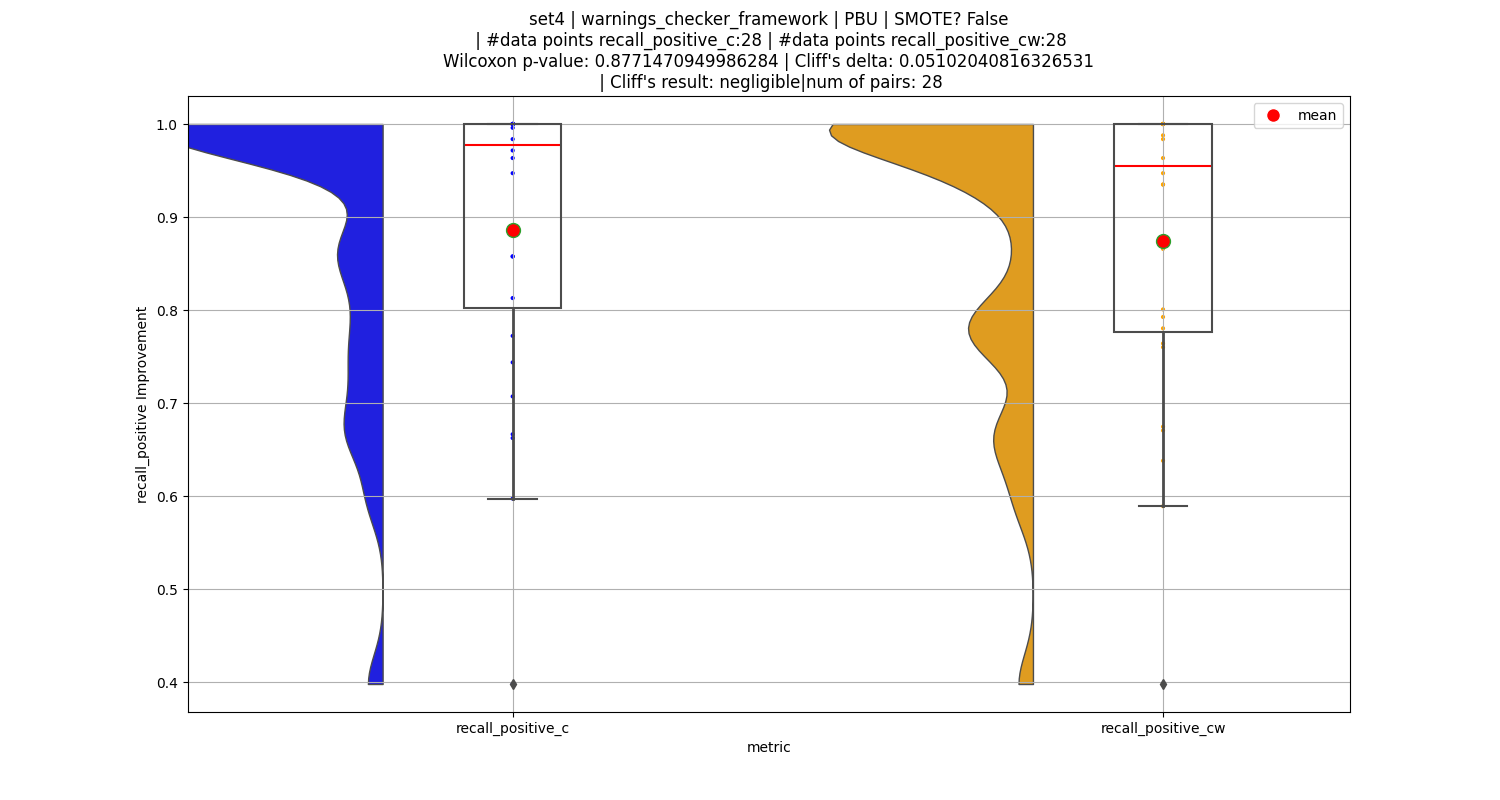 set4 | warnings_checker_framework | PBU | SMOTE? False
| #data points recall_positive_c:28 | #data points recall_positive_cw:28
Wilcoxon p-value: 0.8771470949986284 | Cliff's delta: 0.05102040816326531
| Cliff's result: negligible|num of pairs: 28
mean
1.0
0.9
0.8
0.7
0.6
0.5
0.4
recall_positive Improvement
recall_positive_c
recall_positive_cw
metric